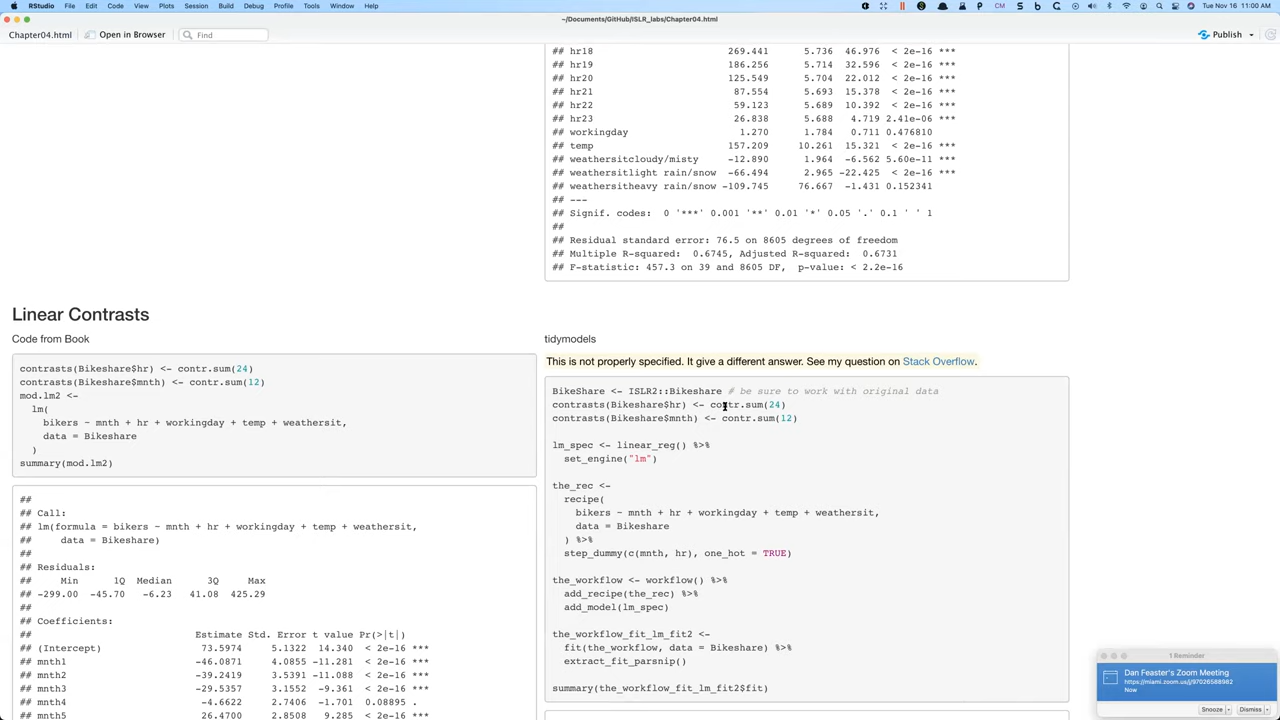 RStudio File Edit Code View Plots Session Build Debug Profile Tools Window Help
Tue Nov 16 11:00 AM
~/Documents/GitHub/ISLR_labs/Chapter04.html
Chapter04.html Open in Browser Find Publish
## hr18 269.441 5.736 46.976 < 2e-16 ***
## hr19 186.256 5.714 32.596 < 2e-16 ***
## hr20 125.549 5.704 22.012 < 2e-16 ***
## hr21 87.554 5.693 15.378 < 2e-16 ***
## hr22 59.123 5.689 10.392 < 2e-16 ***
## hr23 26.838 5.688 4.719 2.41e-06 ***
## workingday 1.270 1.784 0.711 0.476810
## temp 157.209 10.261 15.321 < 2e-16 ***
## weathersitcloudy/misty -12.890 1.964 -6.562 5.60e-11 ***
## weathersitlight rain/snow -66.494 2.965 -22.425 < 2e-16 ***
## weathersitheavy rain/snow -109.745 76.667 -1.431 0.152341
## ---
## Signif. codes: 0 '***' 0.001 '**' 0.01 '*' 0.05 '.' 0.1 ' ' 1
##
## Residual standard error: 76.5 on 8605 degrees of freedom
## Multiple R-squared: 0.6745, Adjusted R-squared: 0.6731
## F-statistic: 457.3 on 39 and 8605 DF, p-value: < 2.2e-16
Linear Contrasts
Code from Book
contrasts(Bikeshare$hr) <- contr.sum(24)
contrasts(Bikeshare$mnth) <- contr.sum(12)
mod.lm2 <-
lm(
bikers ~ mnth + hr + workingday + temp + weathersit,
data = Bikeshare
)
summary(mod.lm2)
##
## Call:
## lm(formula = bikers ~ mnth + hr + workingday + temp + weathersit,
## data = Bikeshare)
##
## Residuals:
## Min 1Q Median 3Q Max
## -299.00 -45.70 -6.23 41.08 425.29
##
## Coefficients:
## Estimate Std. Error t value Pr(>|t|)
## (Intercept) 73.5974 5.1322 14.340 < 2e-16 ***
## mnth1 -46.0871 4.0855 -11.281 < 2e-16 ***
## mnth2 -39.2419 3.5391 -11.088 < 2e-16 ***
## mnth3 -29.5357 3.1552 -9.361 < 2e-16 ***
## mnth4 -4.6622 2.7406 -1.701 0.08895 .
## mnth5 26.4700 2.8508 9.285 < 2e-16 ***
tidymodels
This is not properly specified. It give a different answer. See my question on Stack Overflow.
BikeShare <- ISLR2::Bikeshare # be sure to work with original data
contrasts(Bikeshare$hr) <- contr.sum(24)
contrasts(Bikeshare$mnth) <- contr.sum(12)
lm_spec <- linear_reg() %>%
set_engine("lm")
the_rec <-
recipe(
bikers ~ mnth + hr + workingday + temp + weathersit,
data = Bikeshare
) %>%
step_dummy(c(mnth, hr), one_hot = TRUE)
the_workflow <- workflow() %>%
add_recipe(the_rec) %>%
add_model(lm_spec)
the_workflow_fit_lm_fit2 <-
fit(the_workflow, data = Bikeshare) %>%
extract_fit_parsnip()
summary(the_workflow_fit_lm_fit2$fit)
1 Reminder
Dan Feaster's Zoom Meeting
https://miami.zoom.us/j/97026588982
Now
Snooze Dismiss